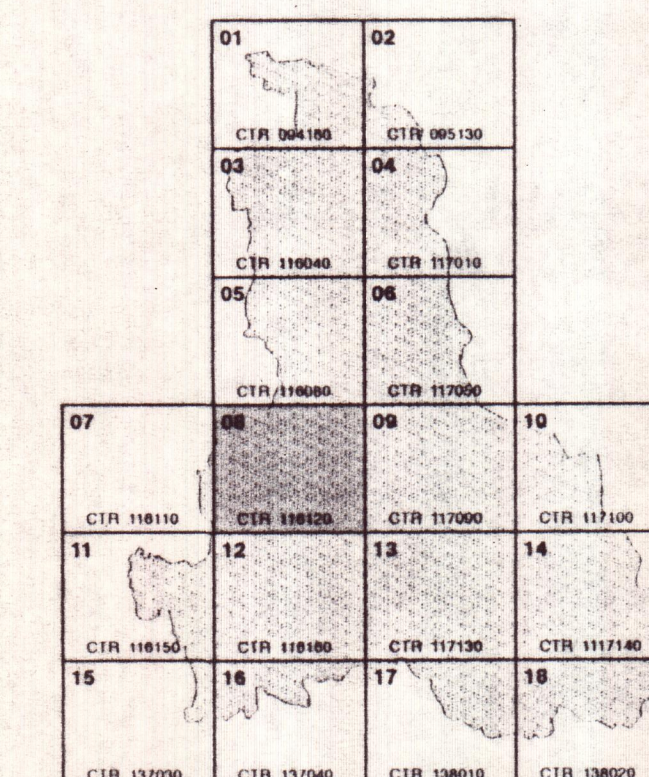 01 02
CTR 094160 CTR 095130
03 04
CTR 116040 CTR 117010
05 06
CTR 116080 CTR 117050
07 08 09 10
CTR 116110 CTR 116120 CTR 117090 CTR 117100
11 12 13 14
CTR 116150 CTR 116160 CTR 117130 CTR 1117140
15 16 17 18
CTR 137030 CTR 137040 CTR 138010 CTR 138020